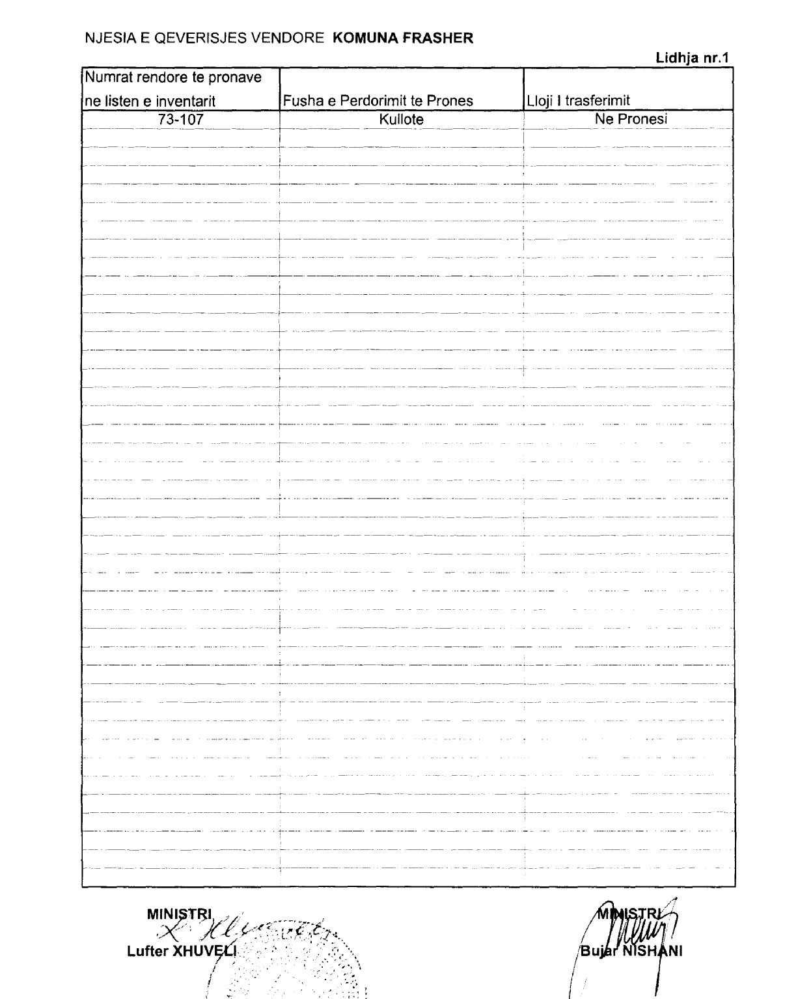 NJESIA E QEVERISJES VENDORE KOMUNA FRASHER
Lidhja nr.1
Numrat rendore te pronave
ne listen e inventarit
Fusha e Perdorimit te Prones
Lloji I trasferimit
73-107
Kullote
Ne Pronesi
MINISTRI
Lufter XHUVELI
MINISTRI
Bujar NISHANI